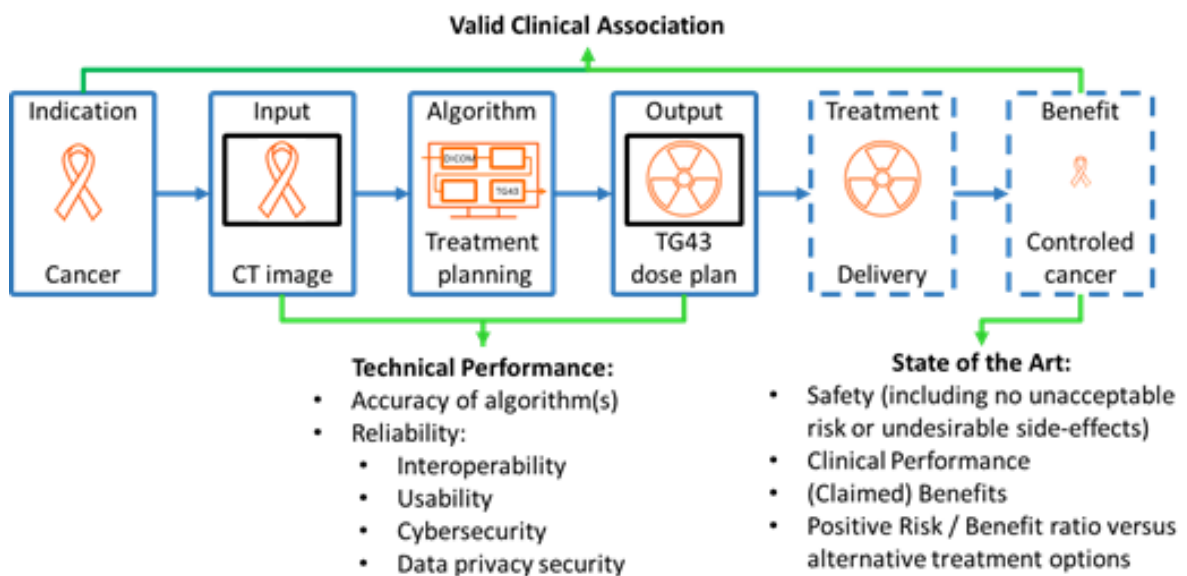 Valid Clinical Association
Indication
Cancer
Input
CT image
Algorithm
DICOM
TG43
Treatment
planning
Output
TG43
dose plan
Treatment
Delivery
Benefit
Controled
cancer
Technical Performance:
• Accuracy of algorithm(s)
• Reliability:
• Interoperability
• Usability
• Cybersecurity
• Data privacy security
State of the Art:
• Safety (including no unacceptable
risk or undesirable side-effects)
• Clinical Performance
• (Claimed) Benefits
• Positive Risk / Benefit ratio versus
alternative treatment options